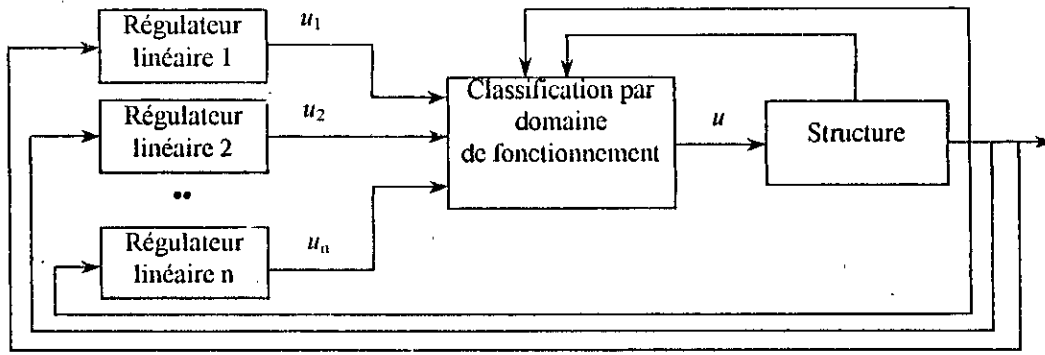 Régulateur
linéaire 1
u₁
Régulateur
linéaire 2
u₂
••
Régulateur
linéaire n
uₙ
Classification par
domaine
de fonctionnement
u
Structure